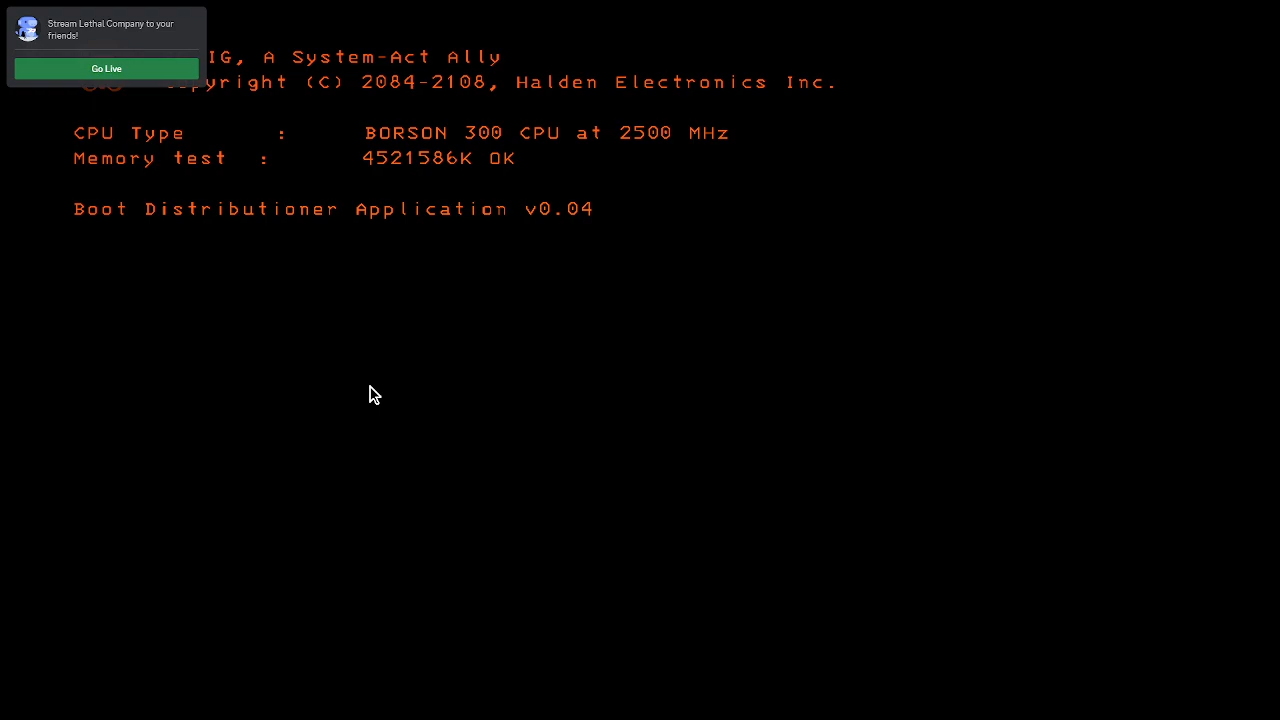 Stream Lethal Company to your
friends!
Go Live
IG, A System-Act Ally
Copyright (C) 2084-2108, Halden Electronics Inc.
CPU Type : BORSON 300 CPU at 2500 MHz
Memory test : 4521586K OK
Boot Distributioner Application v0.04